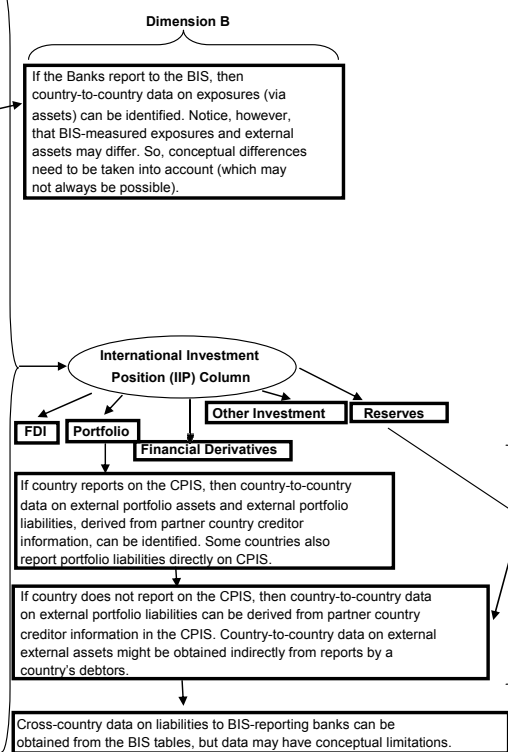 Dimension B
If the Banks report to the BIS, then
country-to-country data on exposures (via
assets) can be identified. Notice, however,
that BIS-measured exposures and external
assets may differ. So, conceptual differences
need to be taken into account (which may
not always be possible).
International Investment
Position (IIP) Column
Other Investment
Reserves
FDI
Portfolio
Financial Derivatives
If country reports on the CPIS, then country-to-country
data on external portfolio assets and external portfolio
liabilities, derived from partner country creditor
information, can be identified. Some countries also
report portfolio liabilities directly on CPIS.
If country does not report on the CPIS, then country-to-country data
on external portfolio liabilities can be derived from partner country
creditor information in the CPIS. Country-to-country data on external
external assets might be obtained indirectly from reports by a
country's debtors.
Cross-country data on liabilities to BIS-reporting banks can be
obtained from the BIS tables, but data may have conceptual limitations.